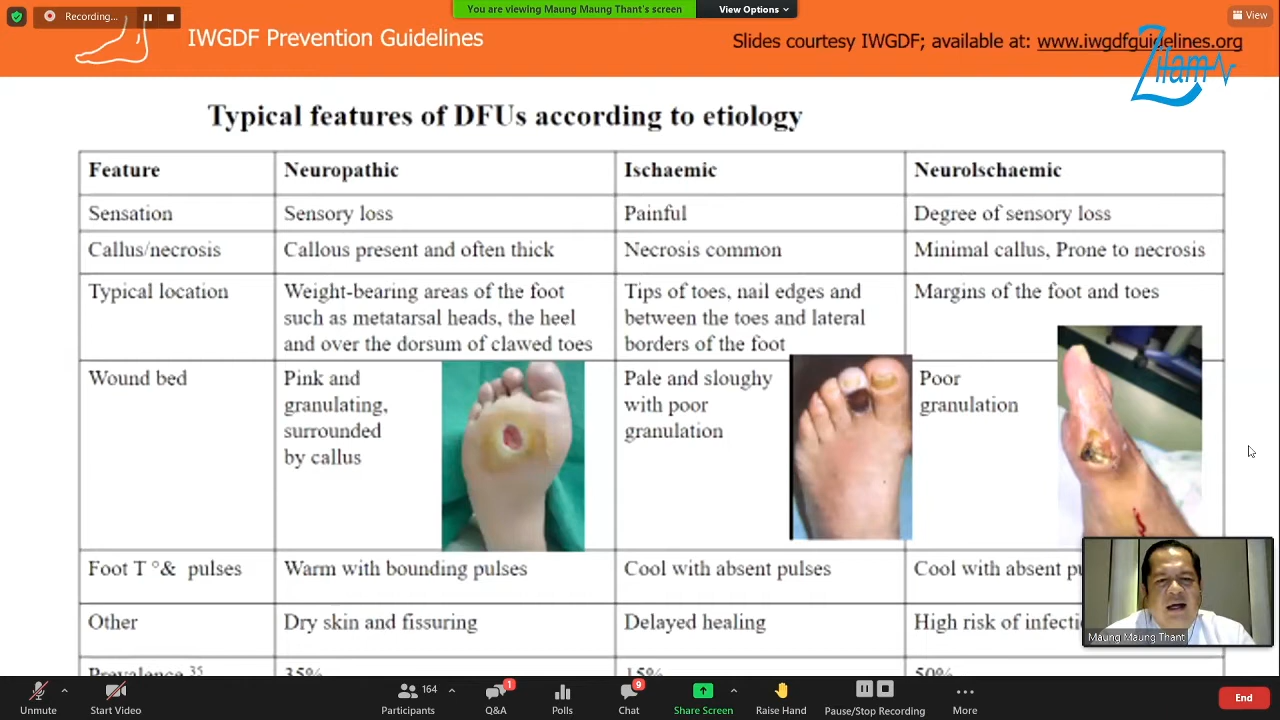 Recording...
You are viewing Maung Maung Thant's screen
View Options
View
IWGDF Prevention Guidelines
Slides courtesy IWGDF; available at: www.iwgdfguidelines.org
Typical features of DFUs according to etiology
Feature
Neuropathic
Ischaemic
NeuroIschaemic
Sensation
Sensory loss
Painful
Degree of sensory loss
Callus/necrosis
Callous present and often thick
Necrosis common
Minimal callus, Prone to necrosis
Typical location
Weight-bearing areas of the foot
such as metatarsal heads, the heel
and over the dorsum of clawed toes
Tips of toes, nail edges and
between the toes and lateral
borders of the foot
Margins of the foot and toes
Wound bed
Pink and
granulating,
surrounded
by callus
Pale and sloughy
with poor
granulation
Poor
granulation
Foot T °& pulses
Warm with bounding pulses
Cool with absent pulses
Cool with absent
Other
Dry skin and fissuring
Delayed healing
High risk of
Prevalence 35
35%
15%
50%
Maung Maung Thant
Unmute
Start Video
164
Participants
1
Q&A
Polls
9
Chat
Share Screen
Raise Hand
Pause/Stop Recording
More
End